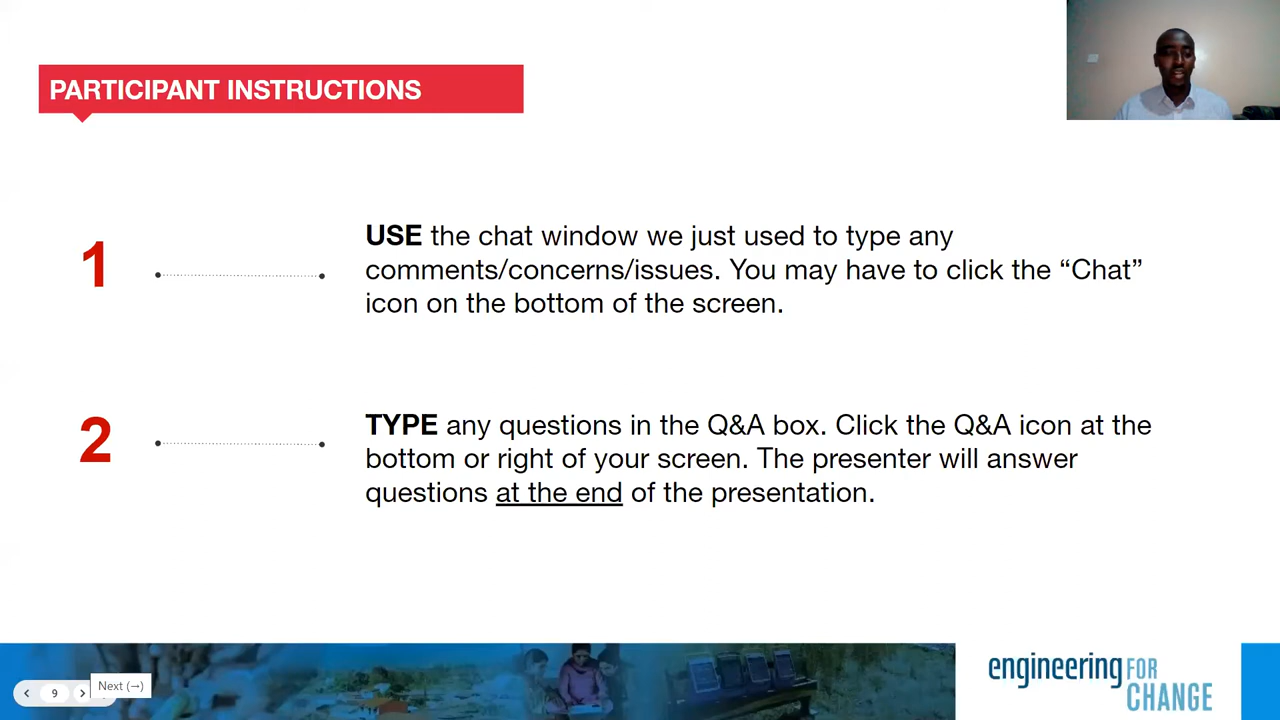 PARTICIPANT INSTRUCTIONS
1
USE the chat window we just used to type any
comments/concerns/issues. You may have to click the “Chat”
icon on the bottom of the screen.
2
TYPE any questions in the Q&A box. Click the Q&A icon at the
bottom or right of your screen. The presenter will answer
questions at the end of the presentation.
9
Next (→)
engineering FOR
CHANGE